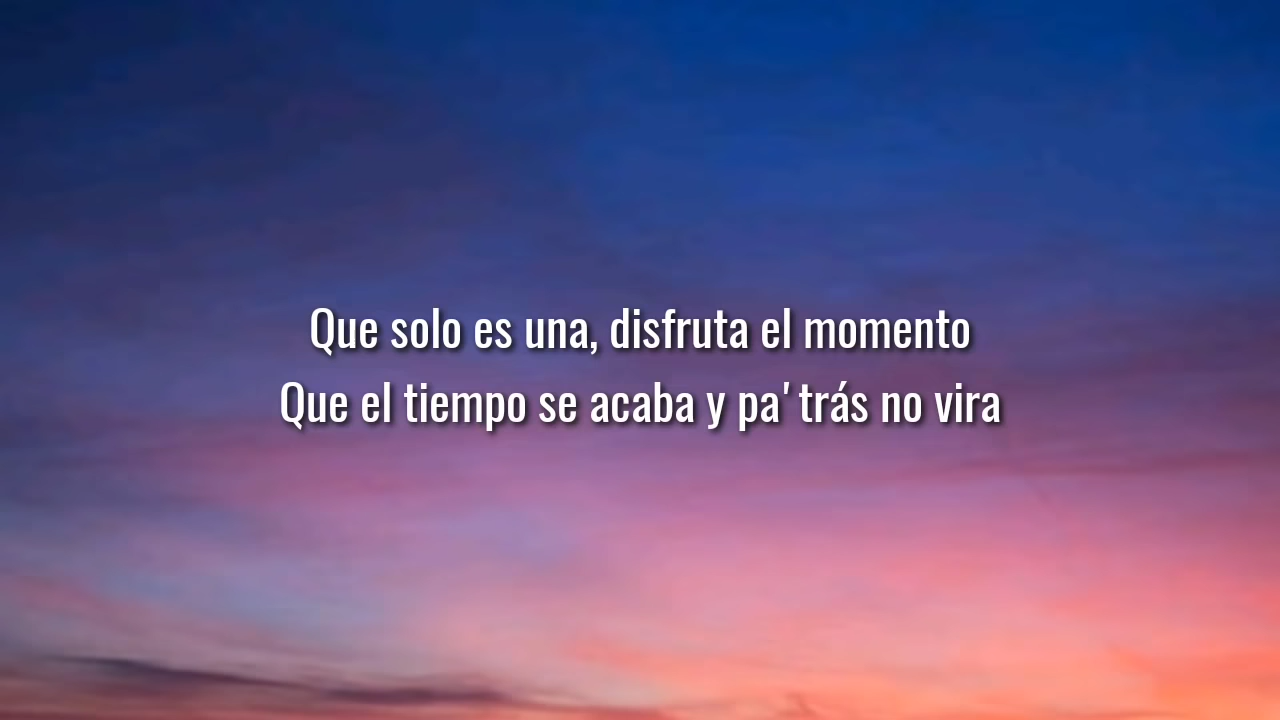 Que solo es una, disfruta el momento
Que el tiempo se acaba y pa'trás no vira